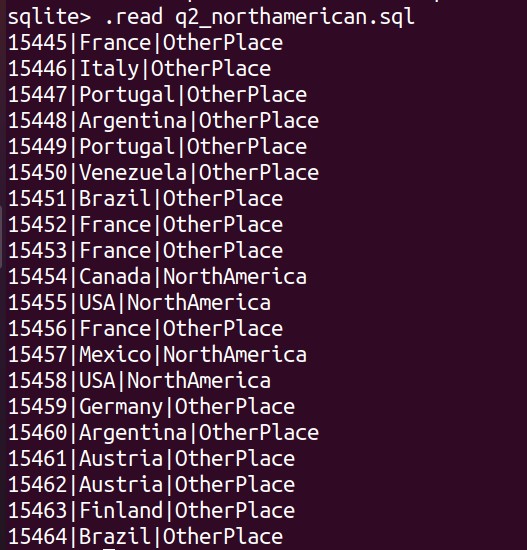 sqlite> .read q2_northamerican.sql
15445|France|OtherPlace
15446|Italy|OtherPlace
15447|Portugal|OtherPlace
15448|Argentina|OtherPlace
15449|Portugal|OtherPlace
15450|Venezuela|OtherPlace
15451|Brazil|OtherPlace
15452|France|OtherPlace
15453|France|OtherPlace
15454|Canada|NorthAmerica
15455|USA|NorthAmerica
15456|France|OtherPlace
15457|Mexico|NorthAmerica
15458|USA|NorthAmerica
15459|Germany|OtherPlace
15460|Argentina|OtherPlace
15461|Austria|OtherPlace
15462|Austria|OtherPlace
15463|Finland|OtherPlace
15464|Brazil|OtherPlace